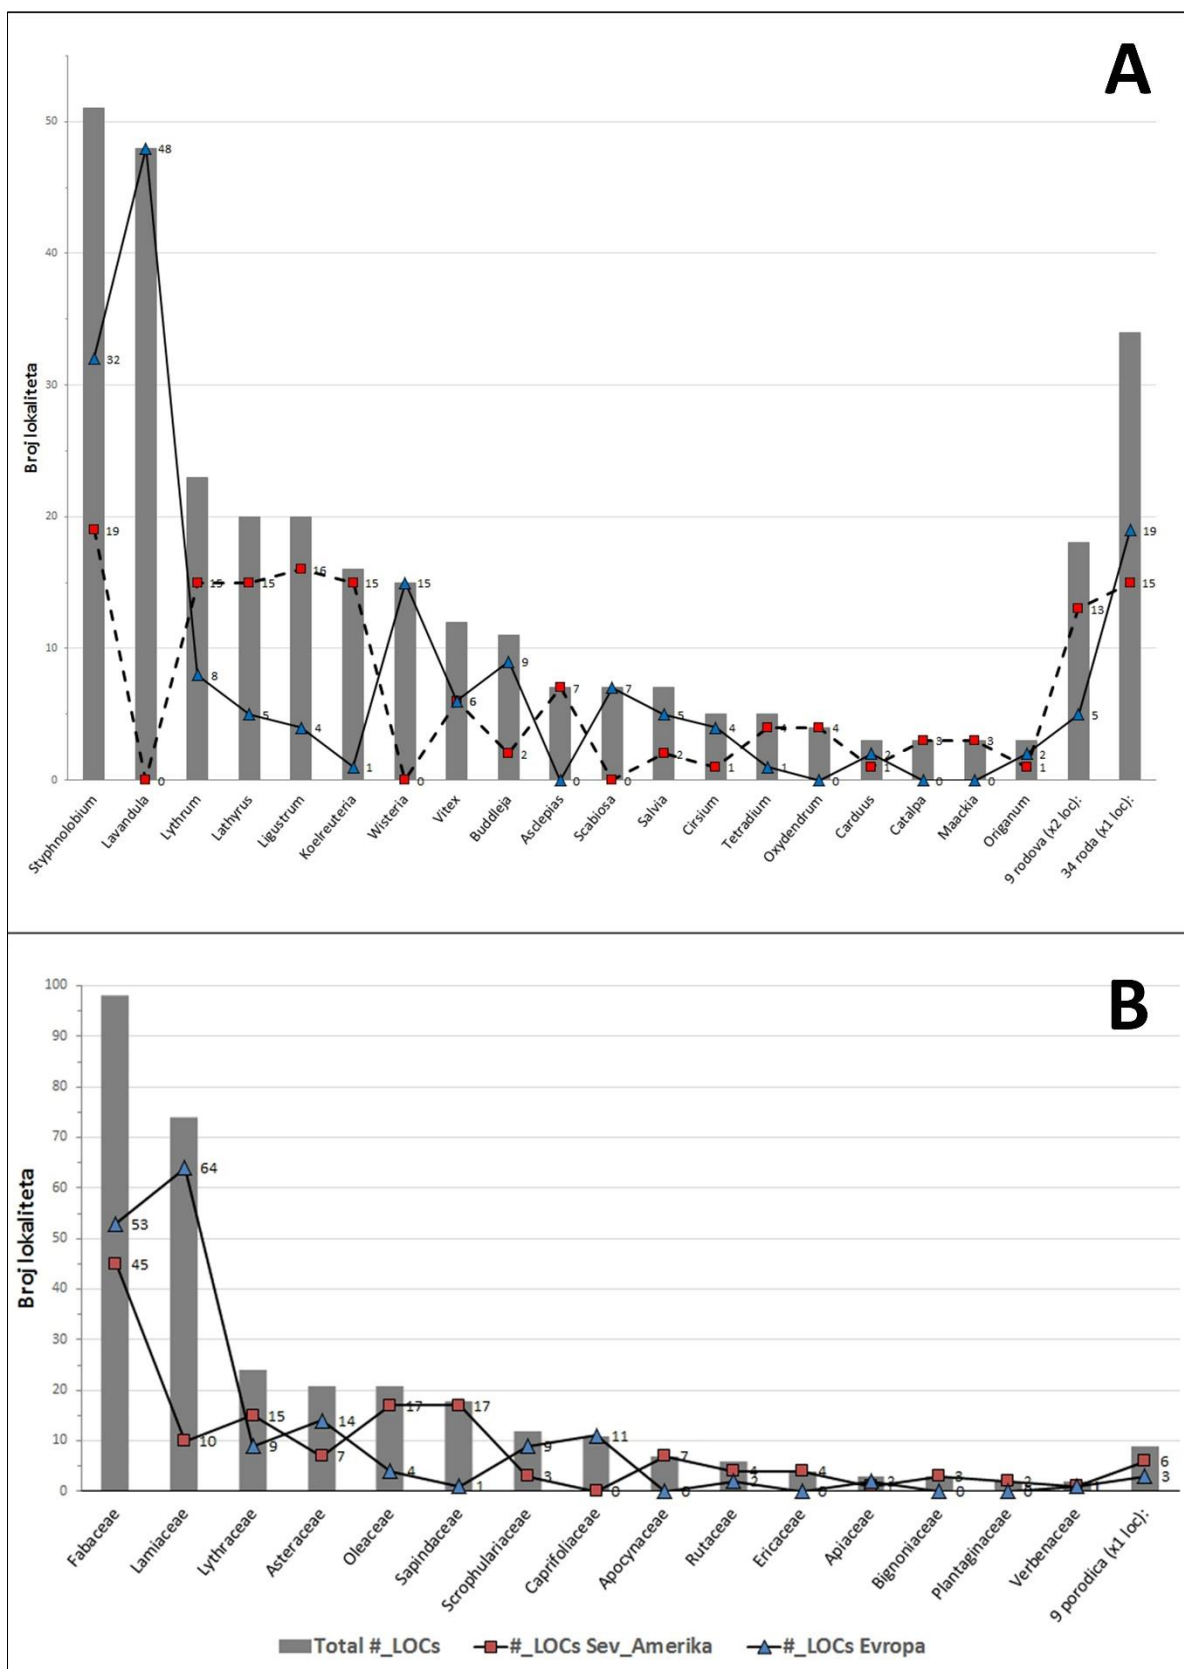 A
Broj lokaliteta
50
40
30
20
10
0
32
19
48
0
15
8
15
5
16
4
15
1
15
0
6
9
2
7
0
7
0
5
2
4
1
4
1
4
0
2
1
3
0
3
0
2
1
13
5
19
15
Styphnolobium
Lavandula
Lythrum
Lathyrus
Ligustrum
Koelreuteria
Wisteria
Vitex
Buddleja
Asclepias
Scabiosa
Salvia
Cirsium
Tetradium
Oxydendrum
Carduus
Catalpa
Maackia
Origanum
9 rodova (x2 loc):
34 roda (x1 loc):
B
Broj lokaliteta
100
90
80
70
60
50
40
30
20
10
0
53
45
64
10
15
9
14
7
17
4
17
1
9
3
11
0
7
0
4
2
4
0
2
1
3
0
2
0
1
6
3
Fabaceae
Lamiaceae
Lythraceae
Asteraceae
Oleaceae
Sapindaceae
Scrophulariaceae
Caprifoliaceae
Apocynaceae
Rutaceae
Ericaceae
Apiaceae
Bignoniaceae
Plantaginaceae
Verbenaceae
9 porodica (x1 loc):
Total #_LOCs #_LOCs Sev_Amerika #_LOCs Evropa